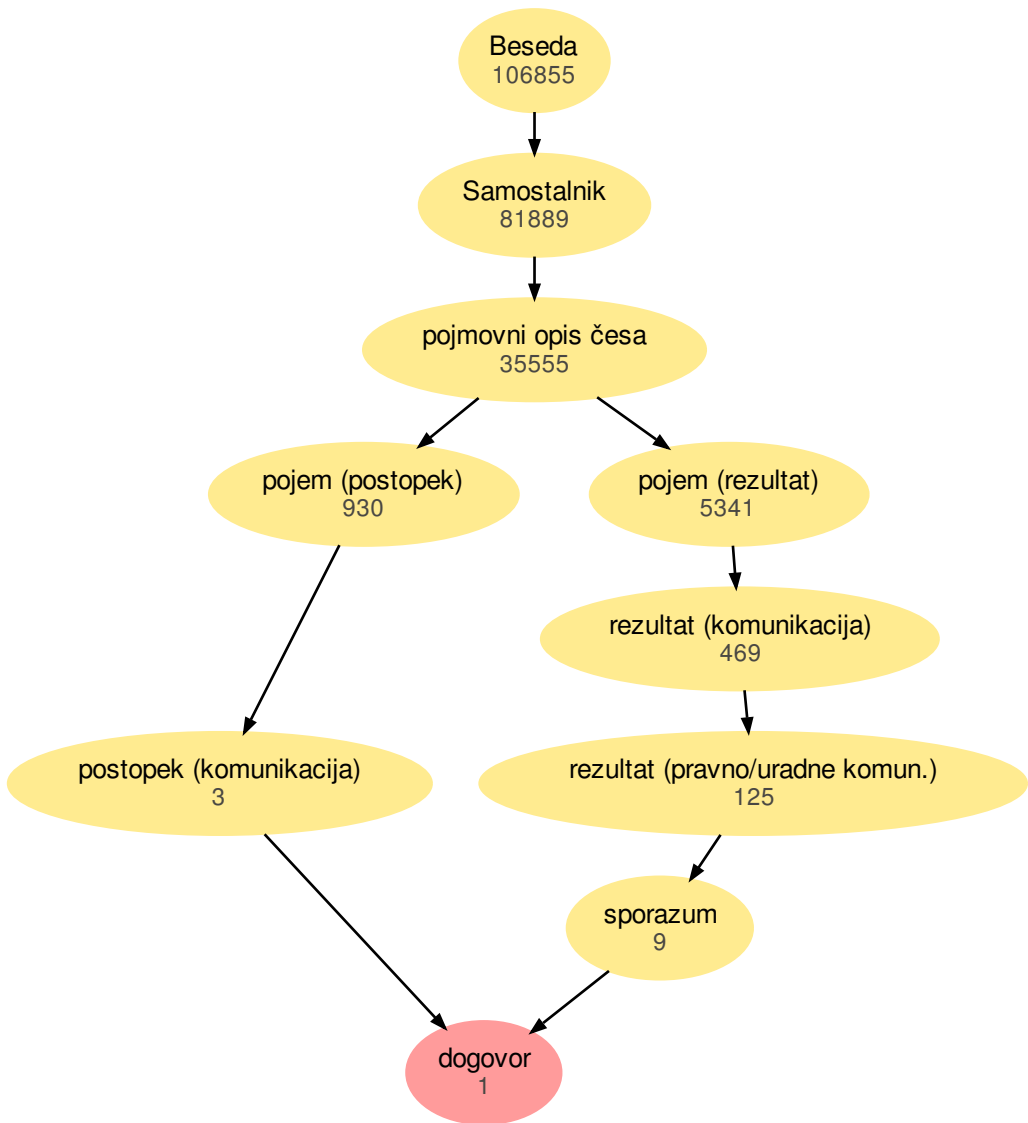 Beseda
106855
Samostalnik
81889
pojmovni opis česa
35555
pojem (postopek)
930
pojem (rezultat)
5341
rezultat (komunikacija)
469
postopek (komunikacija)
3
rezultat (pravno/uradne komun.)
125
sporazum
9
dogovor
1